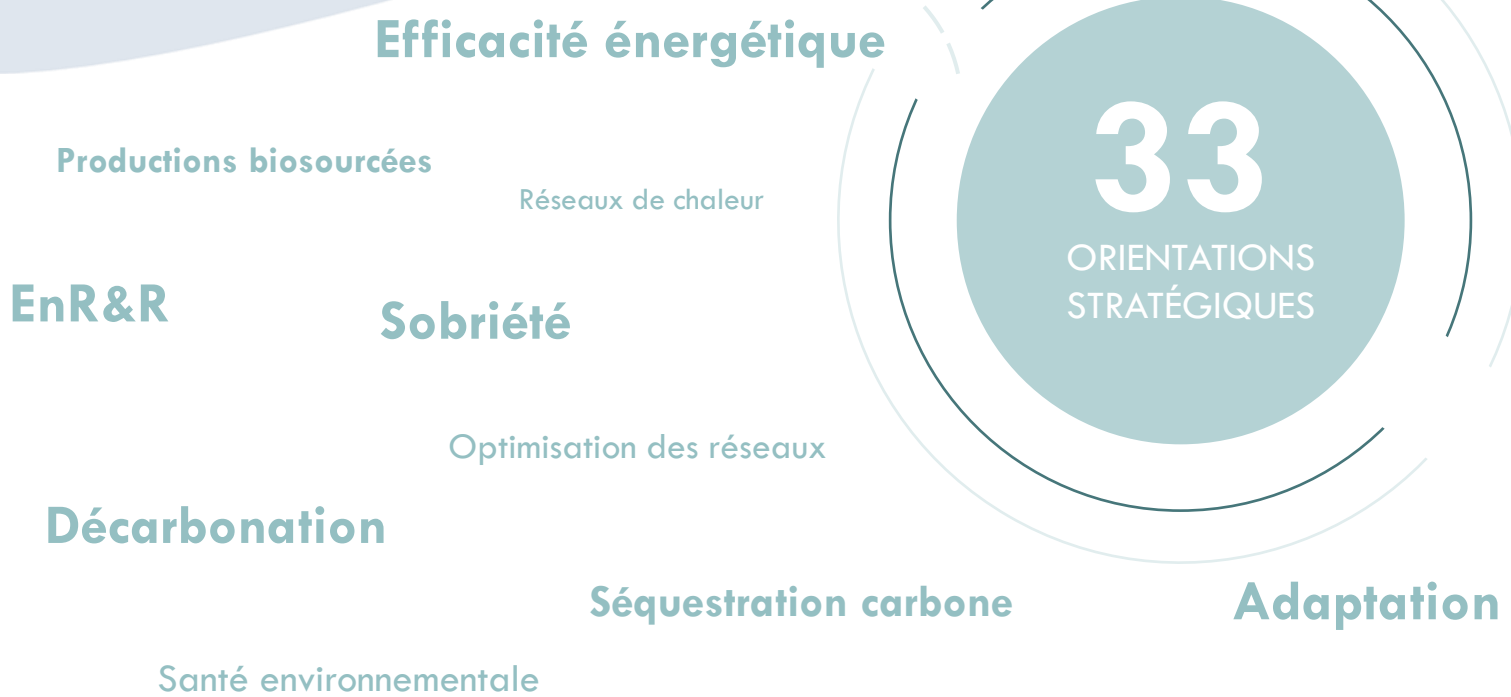 Efficacité énergétique
33
ORIENTATIONS
STRATÉGIQUES
Productions biosourcées
Réseaux de chaleur
EnR&R
Sobriété
Optimisation des réseaux
Décarbonation
Séquestration carbone
Adaptation
Santé environnementale